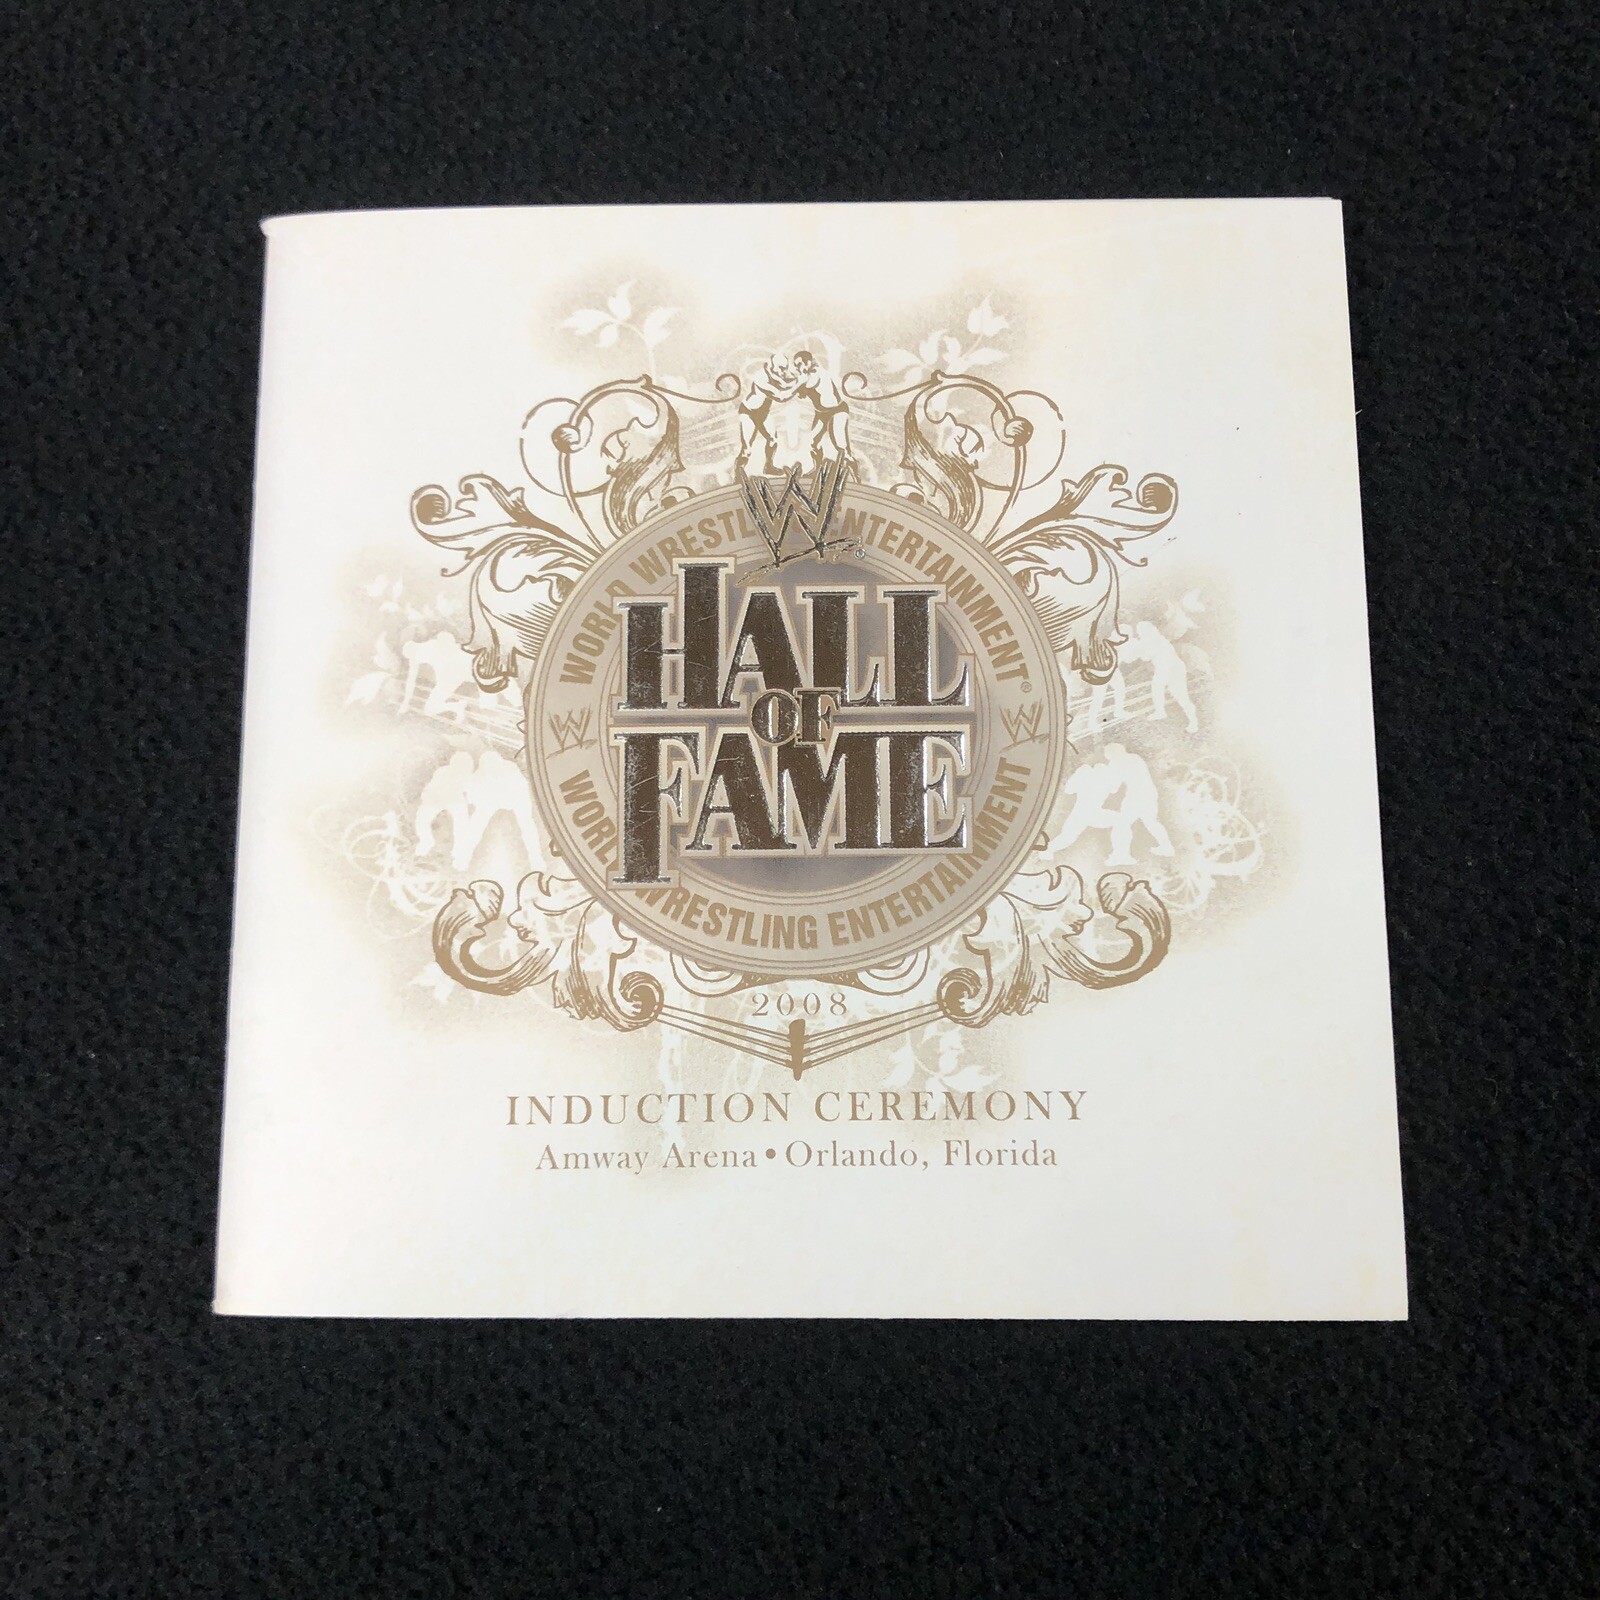 WORLD WRESTLING ENTERTAINMENT®
W®
HALL
OF
FAME
W W
WORLD WRESTLING ENTERTAINMENT
2008
INDUCTION CEREMONY
Amway Arena • Orlando, Florida